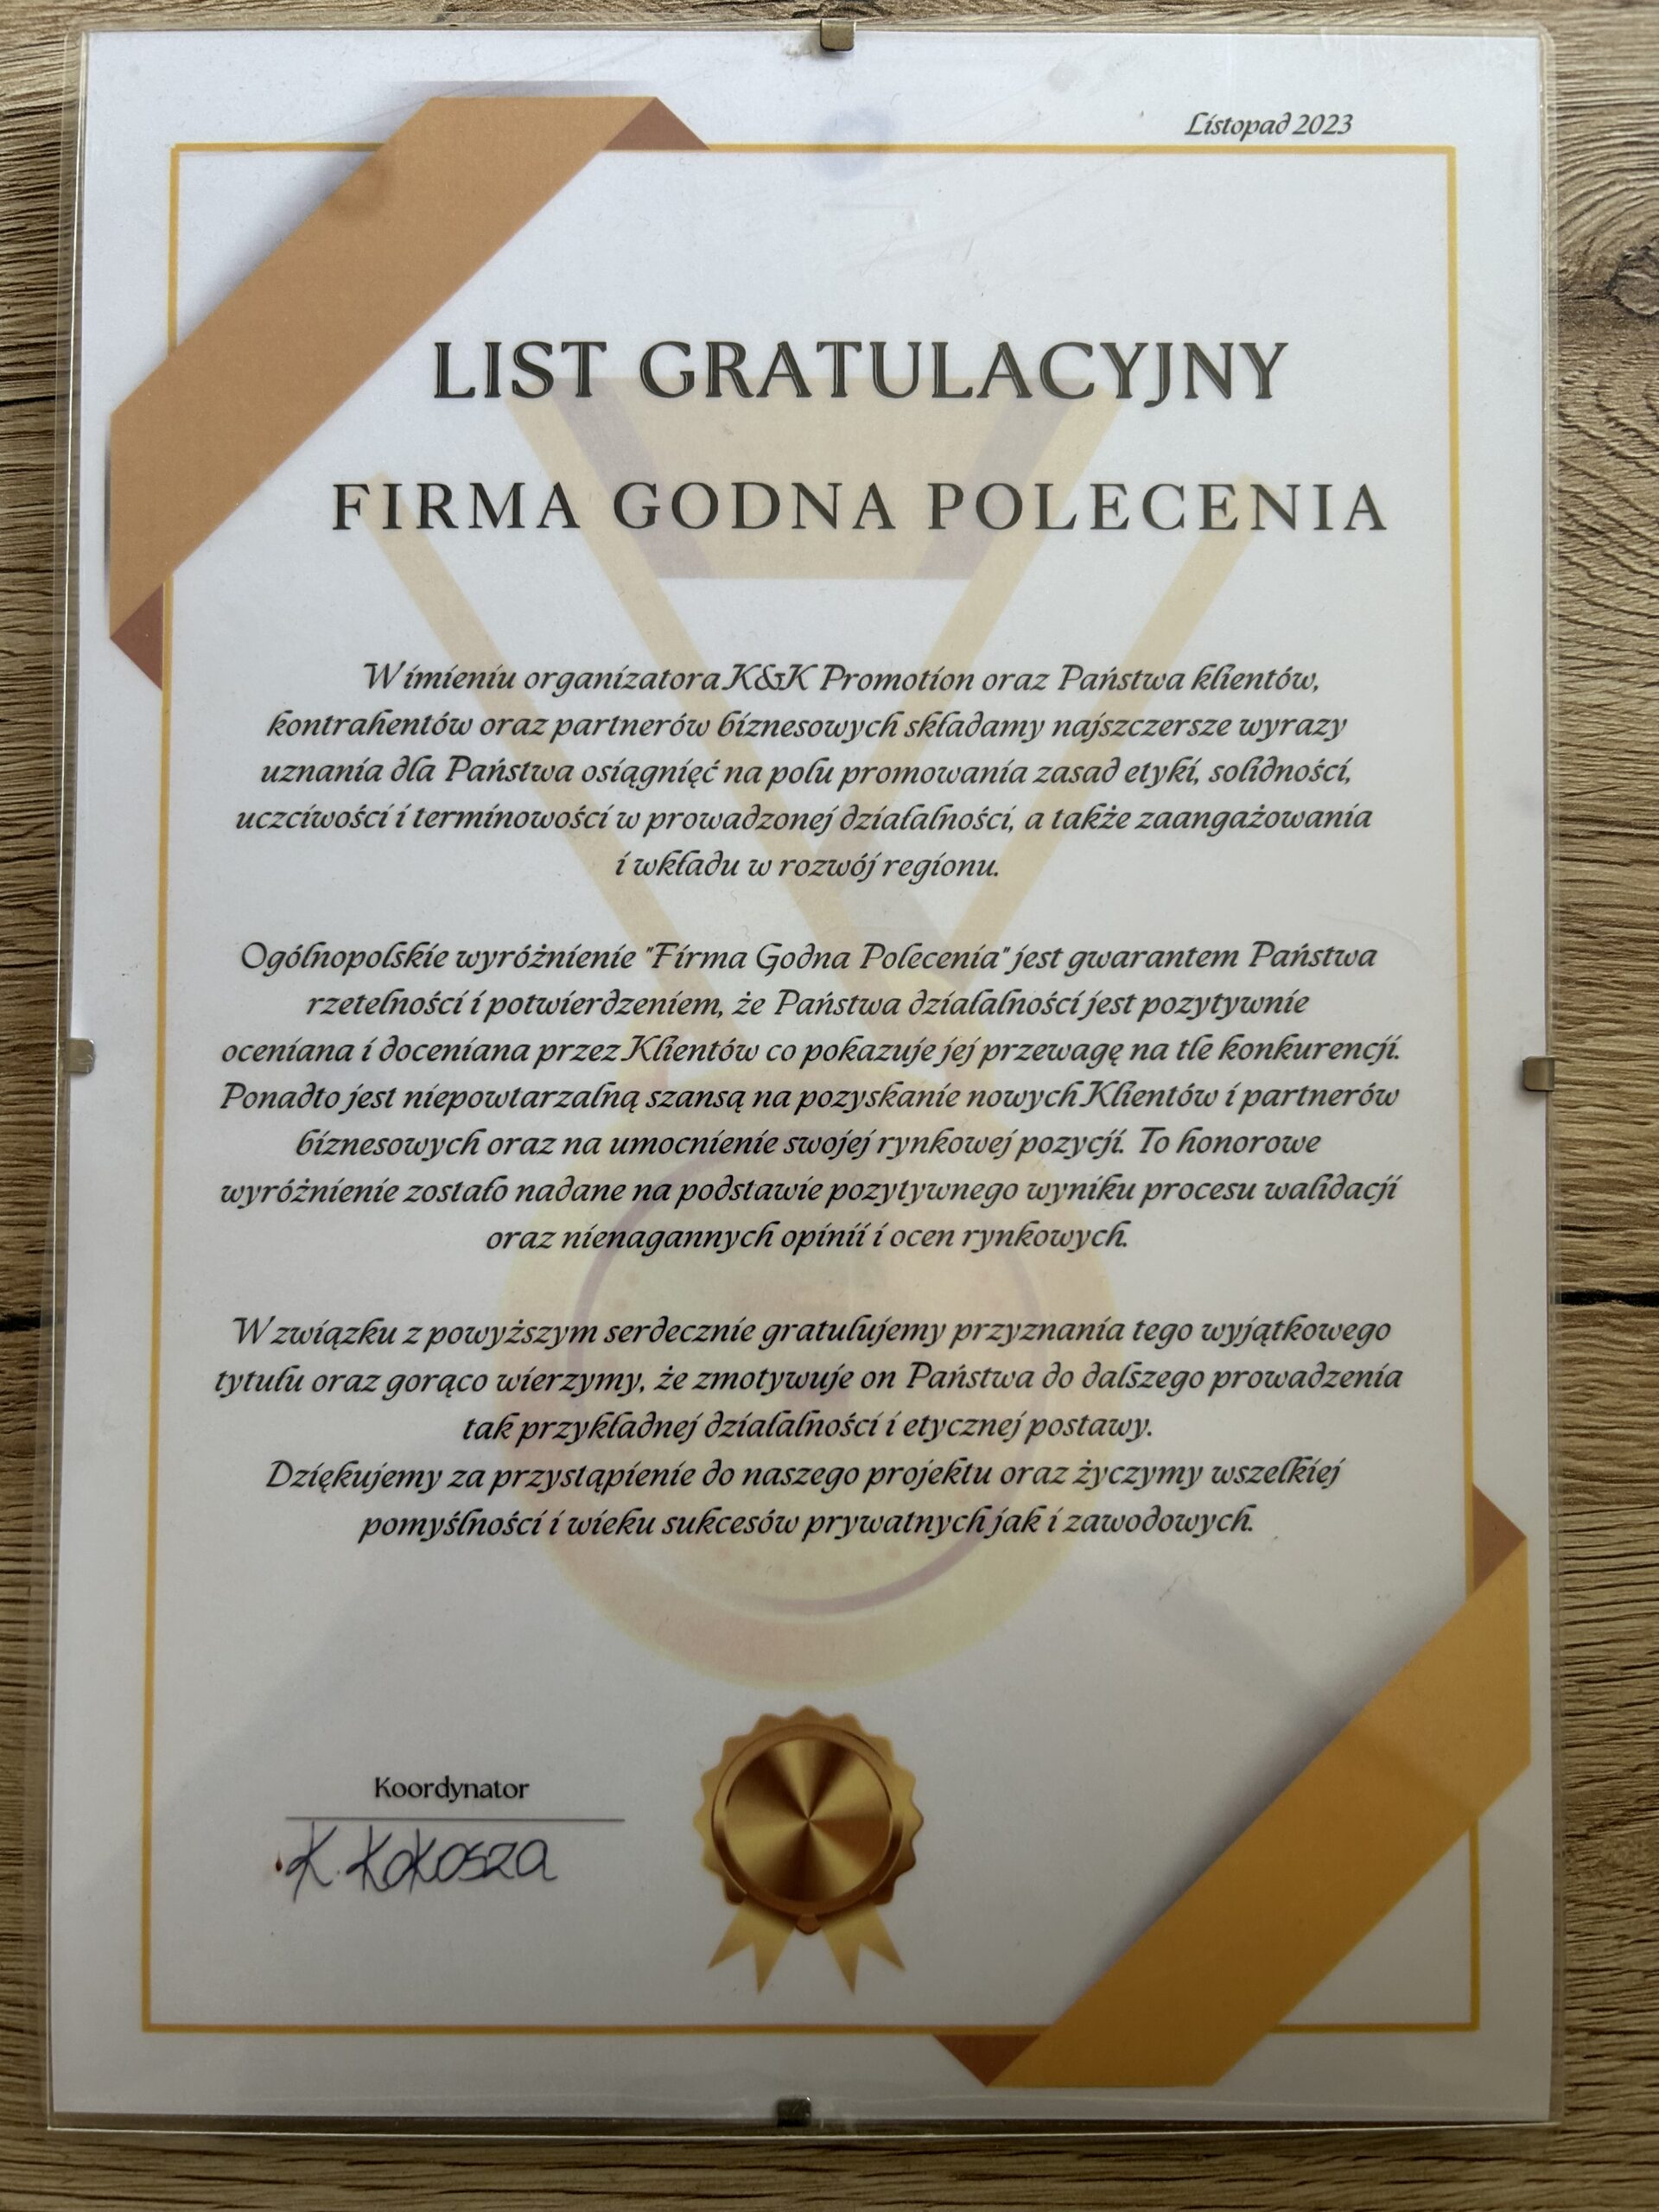 Listopad 2023
LIST GRATULACYJNY
FIRMA GODNA POLECENIA
W imieniu organizatora K&K Promotion oraz Państwa klientów,
kontrahentów oraz partnerów biznesowych składamy najszczersze wyrazy
uznania dla Państwa osiągnięć na polu promowania zasad etyki, solidności,
uczciwości i terminowości w prowadzonej działalności, a także zaangażowania
i wkładu w rozwój regionu.
Ogólnopolskie wyróżnienie "Firma Godna Polecenia" jest gwarantem Państwa
rzetelności i potwierdzeniem, że Państwa działalności jest pozytywnie
oceniana i doceniana przez Klientów co pokazuje jej przewagę na tle konkurencji.
Ponadto jest niepowtarzalną szansą na pozyskanie nowych Klientów i partnerów
biznesowych oraz na umocnienie swojej rynkowej pozycji. To honorowe
wyróżnienie zostało nadane na podstawie pozytywnego wyniku procesu walidacji
oraz nienagannych opinii i ocen rynkowych.
W związku z powyższym serdecznie gratulujemy przyznania tego wyjątkowego
tytułu oraz gorąco wierzymy, że zmotywuje on Państwa do dalszego prowadzenia
tak przykładnej działalności i etycznej postawy.
Dziękujemy za przystąpienie do naszego projektu oraz życzymy wszelkiej
pomyślności i wieku sukcesów prywatnych jak i zawodowych.
Koordynator
K. Kokosza